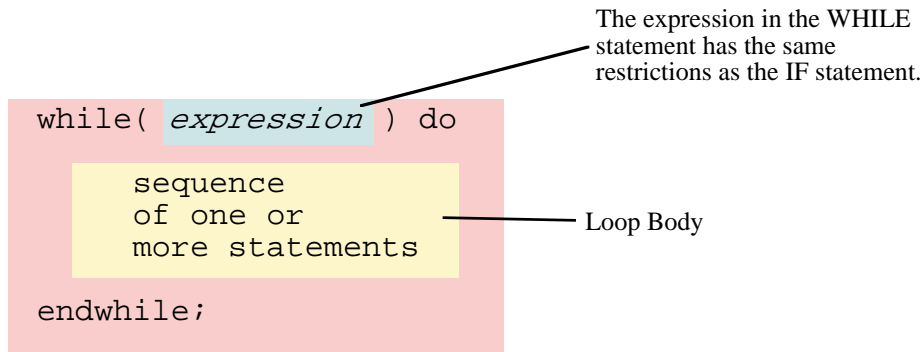 The expression in the WHILE
statement has the same
restrictions as the IF statement.
while( expression ) do
sequence
of one or
more statements
Loop Body
endwhile;